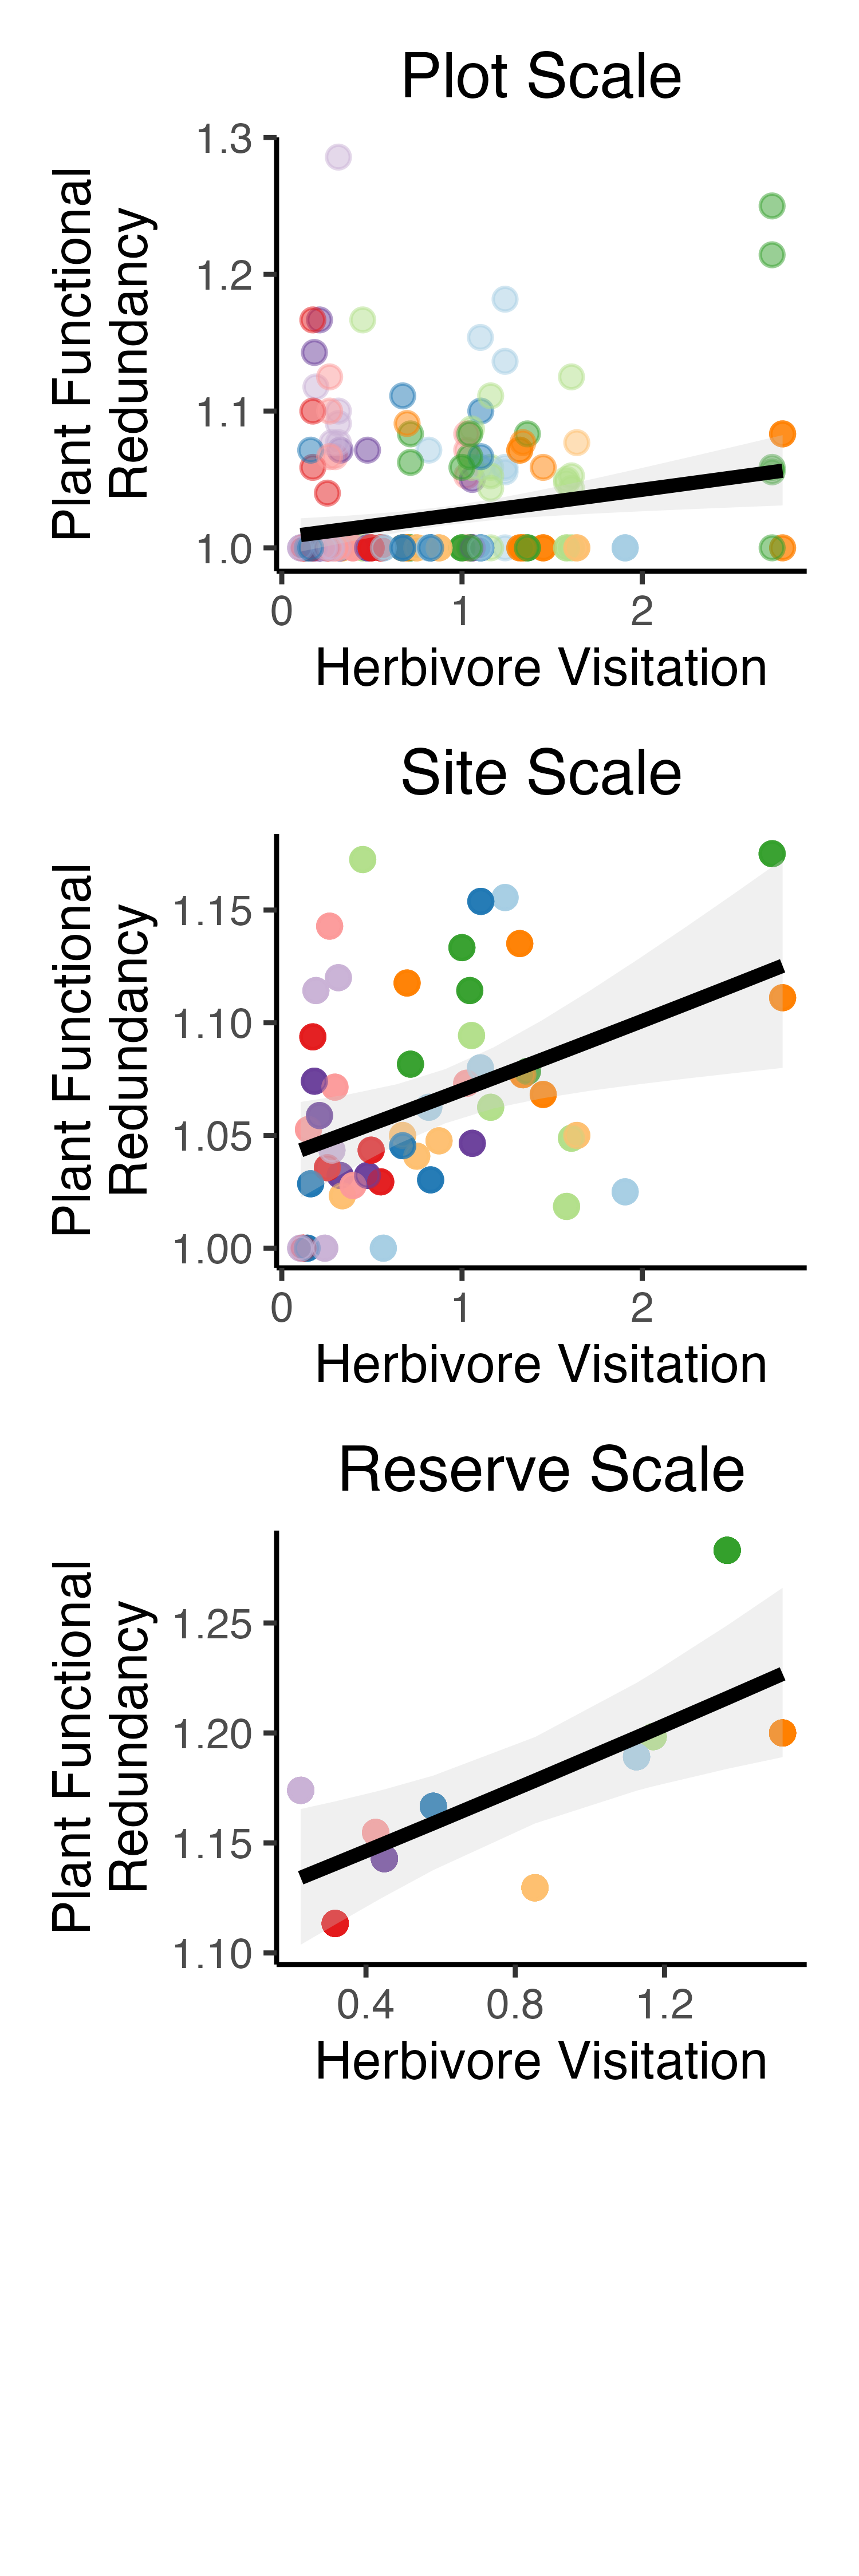 Plot Scale
Plant Functional
Redundancy
1.3
1.2
1.1
1.0
0 1 2
Herbivore Visitation
Site Scale
Plant Functional
Redundancy
1.15
1.10
1.05
1.00
0 1 2
Herbivore Visitation
Reserve Scale
Plant Functional
Redundancy
1.25
1.20
1.15
1.10
0.4 0.8 1.2
Herbivore Visitation